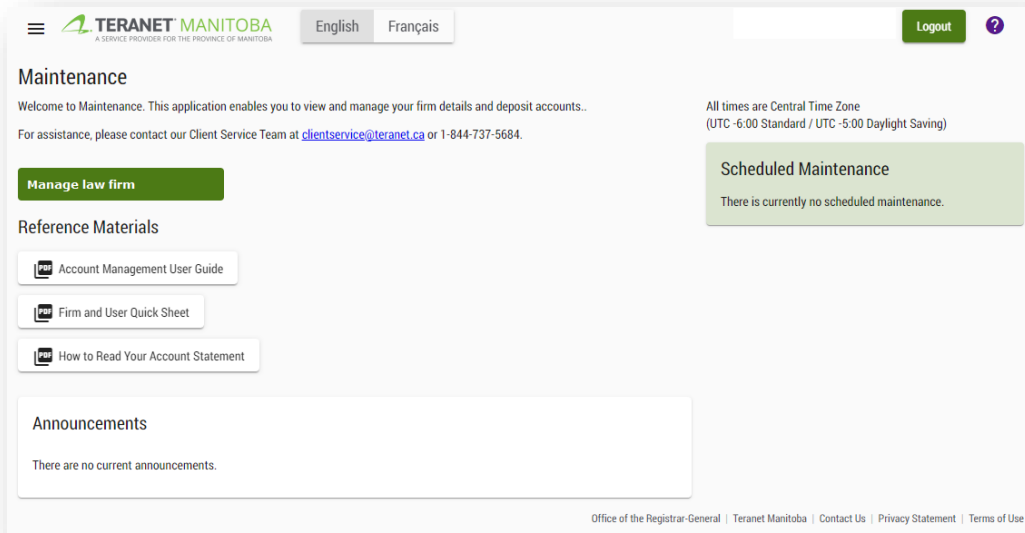 TERANET MANITOBA
A SERVICE PROVIDER FOR THE PROVINCE OF MANITOBA
English
Français
Logout
?
Maintenance
Welcome to Maintenance. This application enables you to view and manage your firm details and deposit accounts..
For assistance, please contact our Client Service Team at clientservice@teranet.ca or 1-844-737-5684.
All times are Central Time Zone
(UTC -6:00 Standard / UTC -5:00 Daylight Saving)
Manage law firm
Scheduled Maintenance
There is currently no scheduled maintenance.
Reference Materials
PDF Account Management User Guide
PDF Firm and User Quick Sheet
PDF How to Read Your Account Statement
Announcements
There are no current announcements.
Office of the Registrar-General | Teranet Manitoba | Contact Us | Privacy Statement | Terms of Use